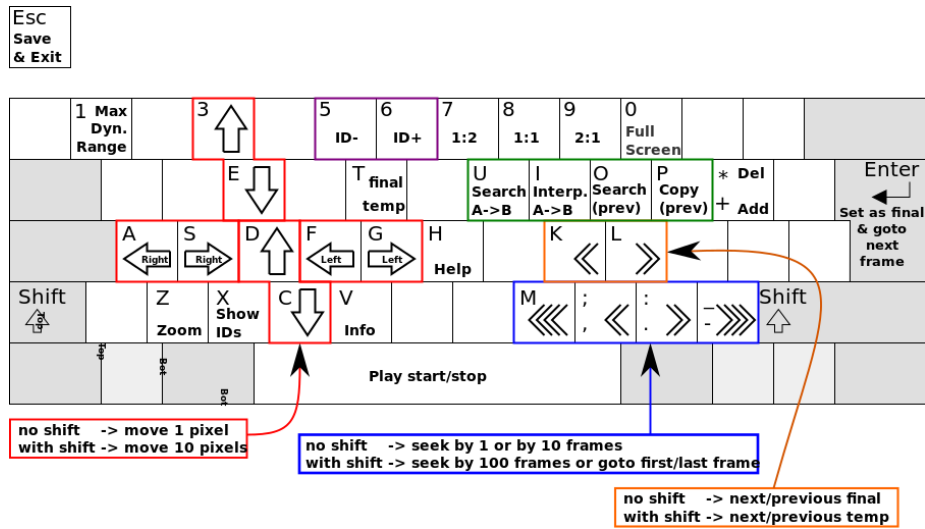 Esc
Save
& Exit
1 Max
Dyn.
Range
3
5
ID-
6
ID+
7
1:2
8
1:1
9
2:1
0
Full
Screen
E
T final
temp
U
Search
A->B
I
Interp.
A->B
O
Search
(prev)
P
Copy
(prev)
* Del
+ Add
Enter
Set as final
& goto
next
frame
A
Right
S
Right
D
F
Left
G
Left
H
Help
K
L
Shift
Top
Z
Zoom
X
Show
IDs
C
V
Info
M
;
,
:
.
_
-
Shift
Top
Bot
Bot
Play start/stop
no shift -> move 1 pixel
with shift -> move 10 pixels
no shift -> seek by 1 or by 10 frames
with shift -> seek by 100 frames or goto first/last frame
no shift -> next/previous final
with shift -> next/previous temp